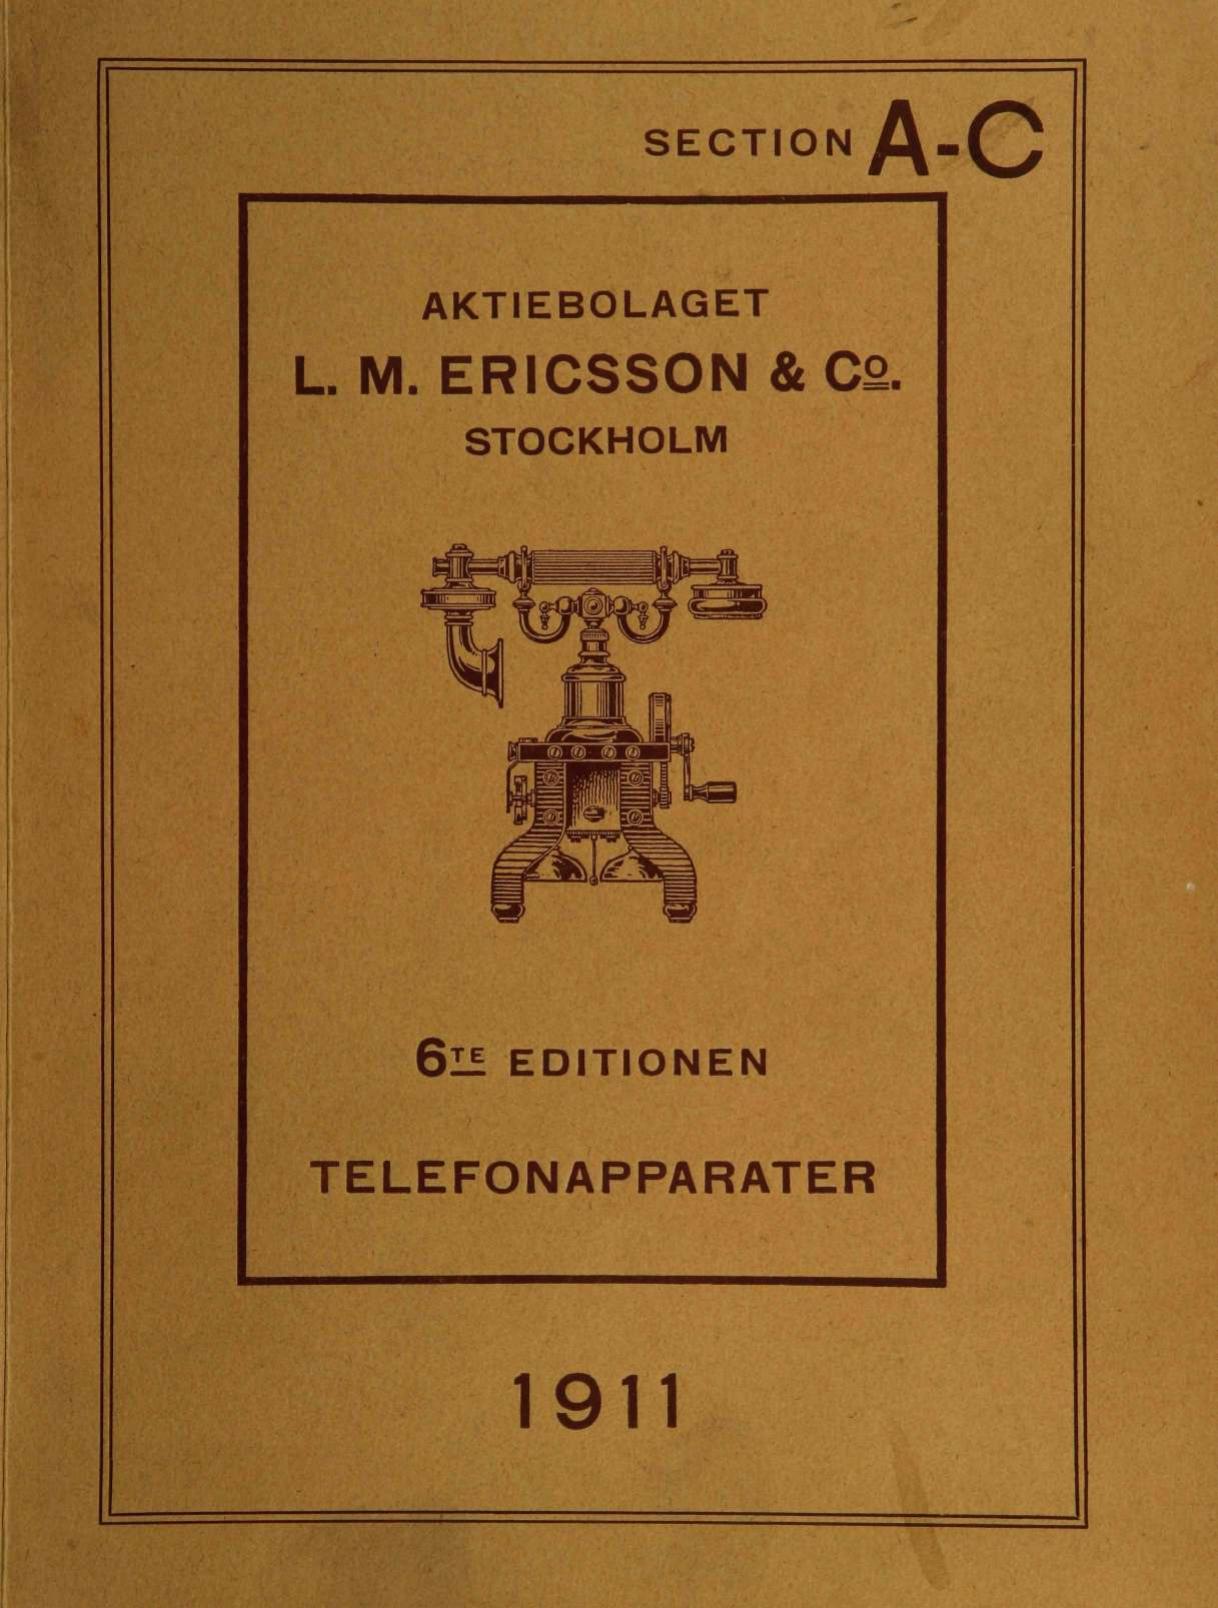 SECTION A-C
AKTIEBOLAGET
L. M. ERICSSON & Co.
STOCKHOLM
6TE EDITIONEN
TELEFONAPPARATER
1911